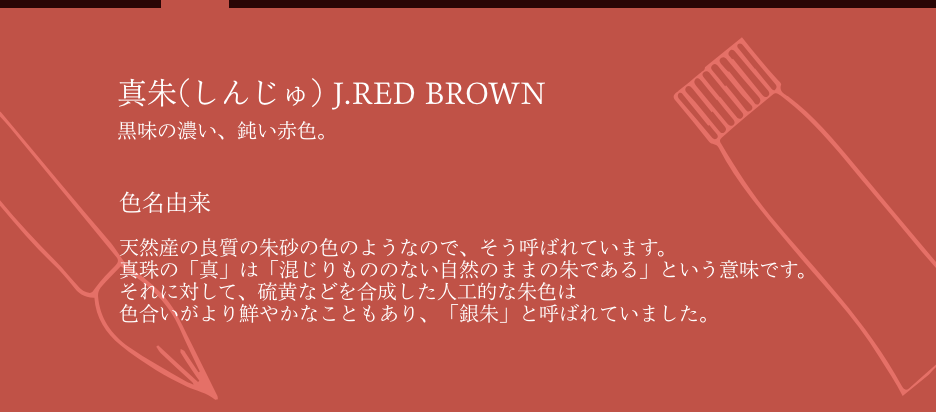 真朱(しんじゅ) J.RED BROWN
黒味の濃い、鈍い赤色。
色名由来
天然産の良質の朱砂の色のようなので、そう呼ばれています。
真珠の「真」は「混じりもののない自然のままの朱である」という意味です。
それに対して、硫黄などを合成した人工的な朱色は
色合いがより鮮やかなこともあり、「銀朱」と呼ばれていました。